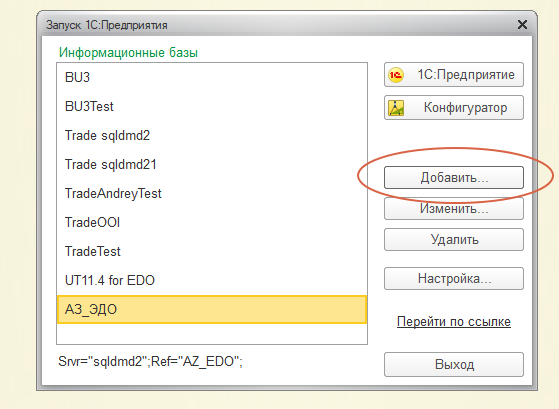 Запуск 1С:Предприятия
Информационные базы
BU3
BU3Test
Trade sqldmd2
Trade sqldmd21
TradeAndreyTest
TradeOOI
TradeTest
UT11.4 for EDO
АЗ_ЭДО
Srvr="sqldmd2";Ref="AZ_EDO";
1С:Предприятие
Конфигуратор
Добавить...
Изменить...
Удалить
Настройка...
Перейти по ссылке
Выход